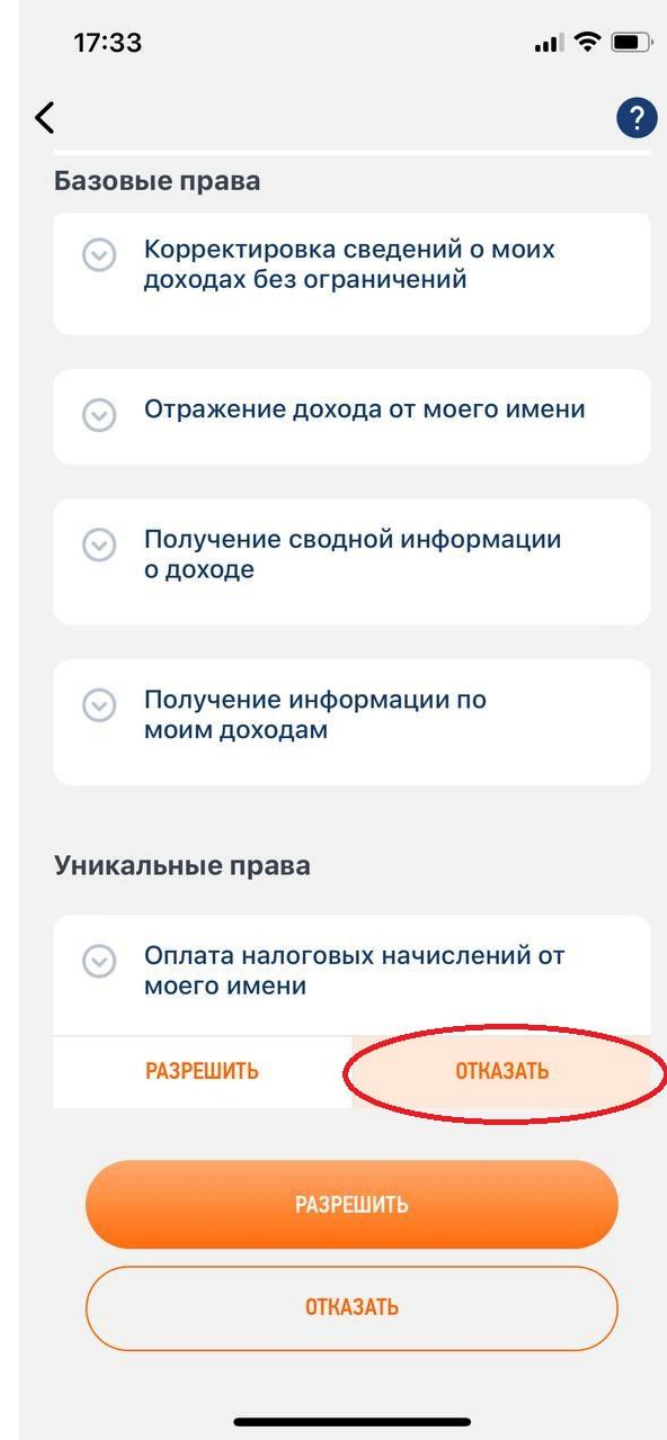 17:33
?
Базовые права
Корректировка сведений о моих
доходах без ограничений
Отражение дохода от моего имени
Получение сводной информации
о доходе
Получение информации по
моим доходам
Уникальные права
Оплата налоговых начислений от
моего имени
РАЗРЕШИТЬ ОТКАЗАТЬ
РАЗРЕШИТЬ
ОТКАЗАТЬ